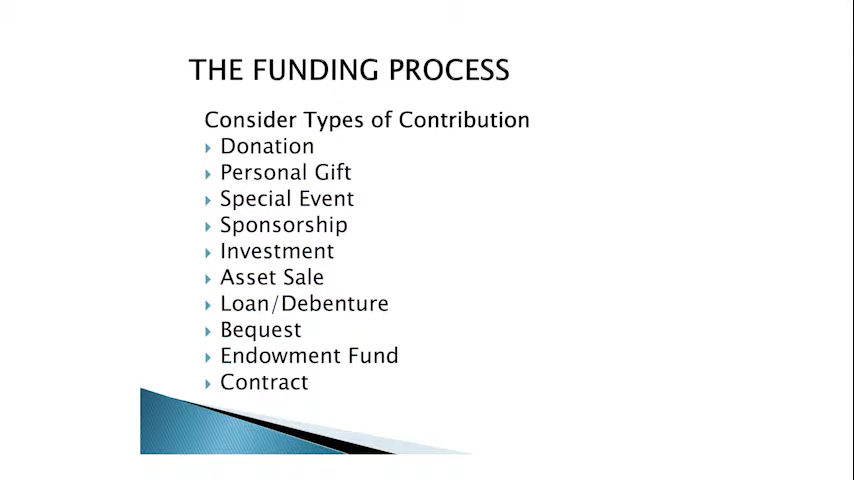 THE FUNDING PROCESS
Consider Types of Contribution
Donation
Personal Gift
Special Event
Sponsorship
Investment
Asset Sale
Loan/Debenture
Bequest
Endowment Fund
Contract